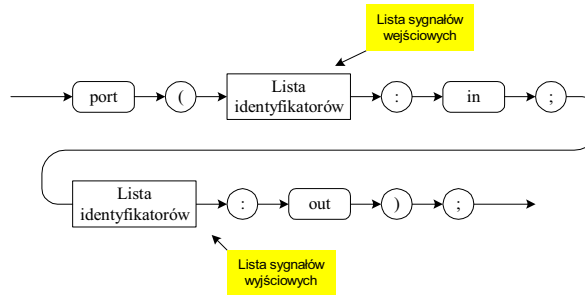 Lista sygnałów
wejściowych
port ( Lista identyfikatorów : in ;
Lista identyfikatorów : out ) ;
Lista sygnałów
wyjściowych